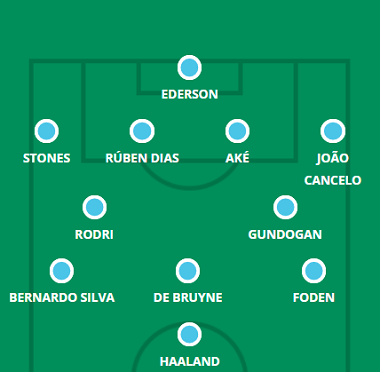 EDERSON
STONES
RÚBEN DIAS
AKÉ
JOÃO
CANCELO
RODRI
GUNDOGAN
BERNARDO SILVA
DE BRUYNE
FODEN
HAALAND